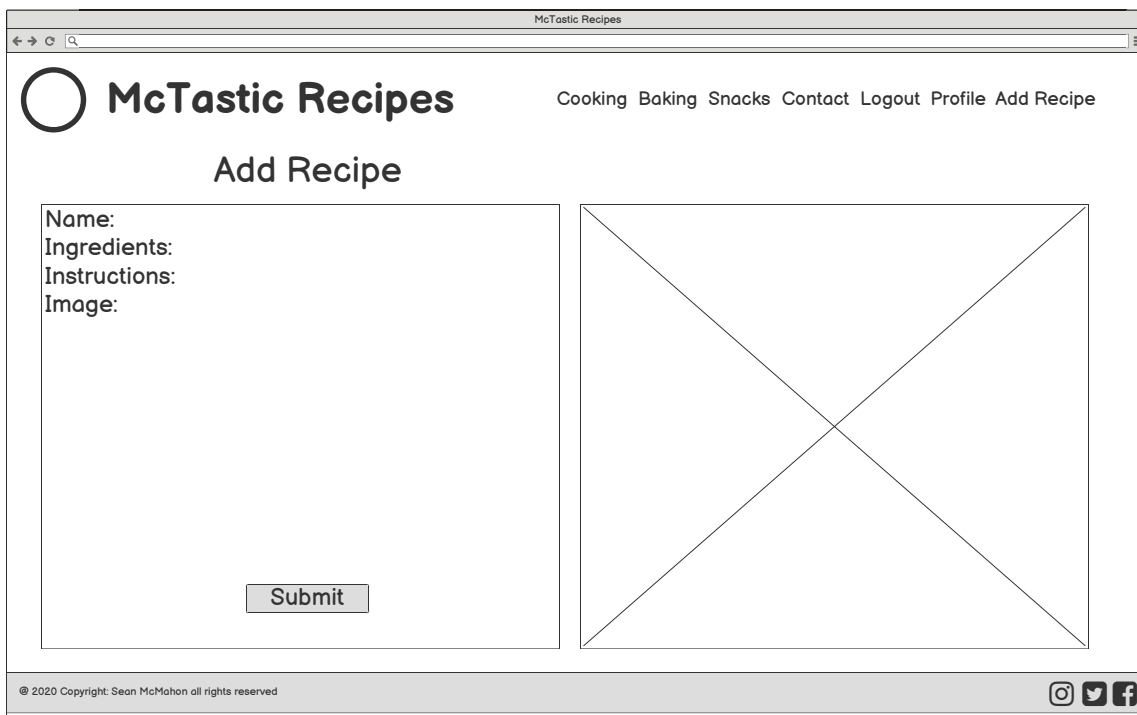 McTastic Recipes
McTastic Recipes
Cooking Baking Snacks Contact Logout Profile Add Recipe
Add Recipe
Name:
Ingredients:
Instructions:
Image:
Submit
@ 2020 Copyright: Sean McMahon all rights reserved